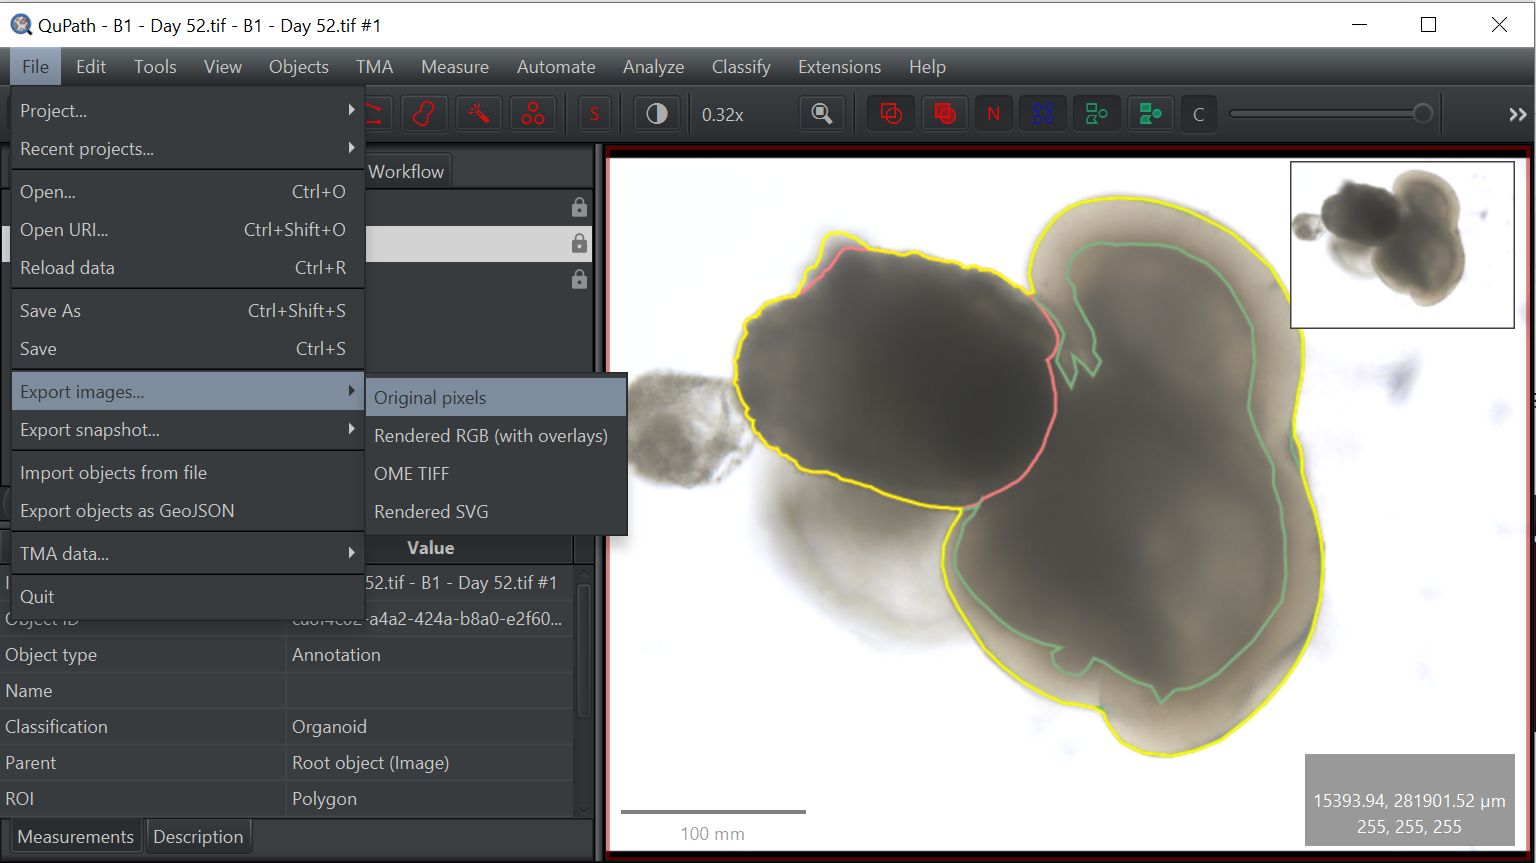 QuPath - B1 - Day 52.tif - B1 - Day 52.tif #1
File Edit Tools View Objects TMA Measure Automate Analyze Classify Extensions Help
S 0.32x N C
Project...
Recent projects...
Workflow
Open... Ctrl+O
Open URI... Ctrl+Shift+O
Reload data Ctrl+R
Save As Ctrl+Shift+S
Save Ctrl+S
Export images...
Original pixels
Export snapshot...
Rendered RGB (with overlays)
Import objects from file
OME TIFF
Export objects as GeoJSON
Rendered SVG
TMA data...
Value
52.tif - B1 - Day 52.tif #1
Quit
Object ID
Object type Annotation
Name
Classification Organoid
Parent Root object (Image)
ROI Polygon
Measurements Description
100 mm
15393.94, 281901.52 µm
255, 255, 255